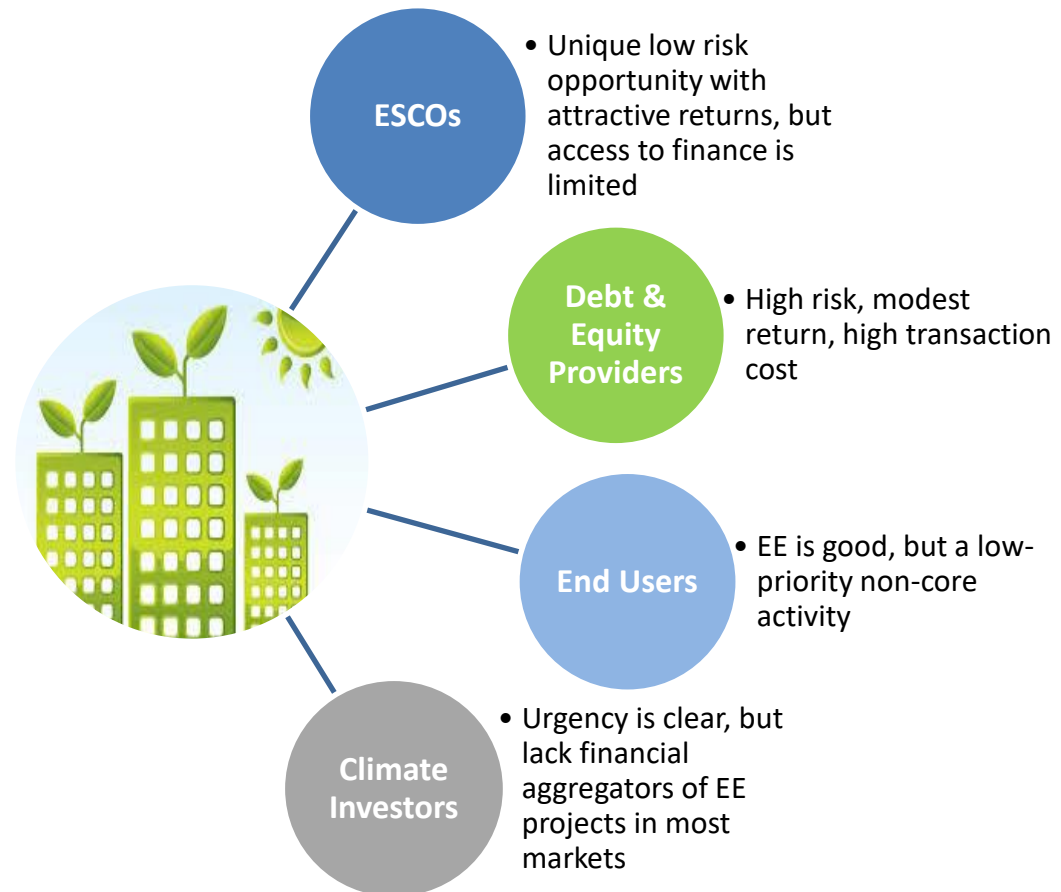 ESCOs
• Unique low risk
opportunity with
attractive returns, but
access to finance is
limited
Debt &
Equity
Providers
• High risk, modest
return, high transaction
cost
End Users
• EE is good, but a low-
priority non-core
activity
Climate
Investors
• Urgency is clear, but
lack financial
aggregators of EE
projects in most
markets